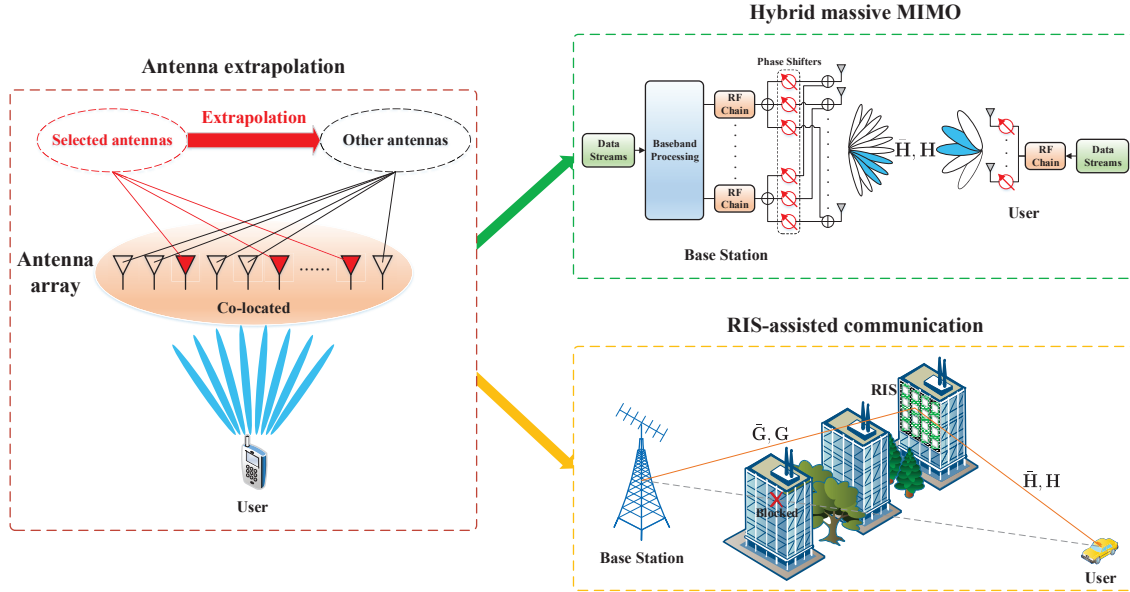 Antenna extrapolation
Selected antennas
Extrapolation
Other antennas
Antenna
array
......
Co-located
User
Hybrid massive MIMO
Phase Shifters
Data
Streams
Baseband
Processing
RF
Chain
RF
Chain
H̄, H
RF
Chain
Data
Streams
User
Base Station
RIS-assisted communication
RIS
Ḡ, G
H̄, H
Blocked
Base Station
User